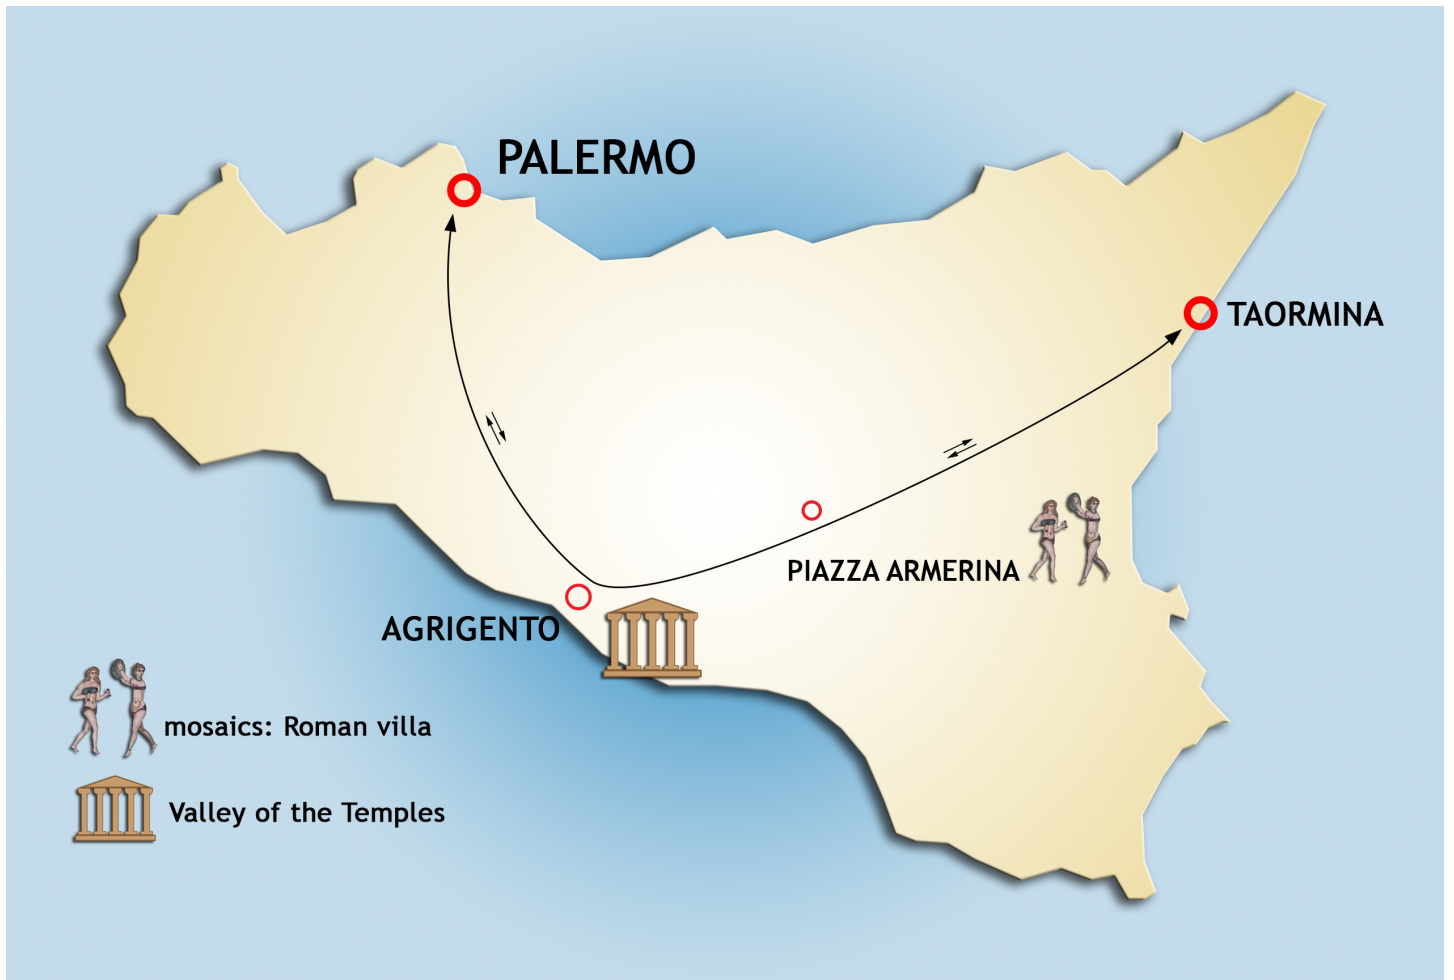 PALERMO
TAORMINA
PIAZZA ARMERINA
AGRIGENTO
mosaics: Roman villa
Valley of the Temples